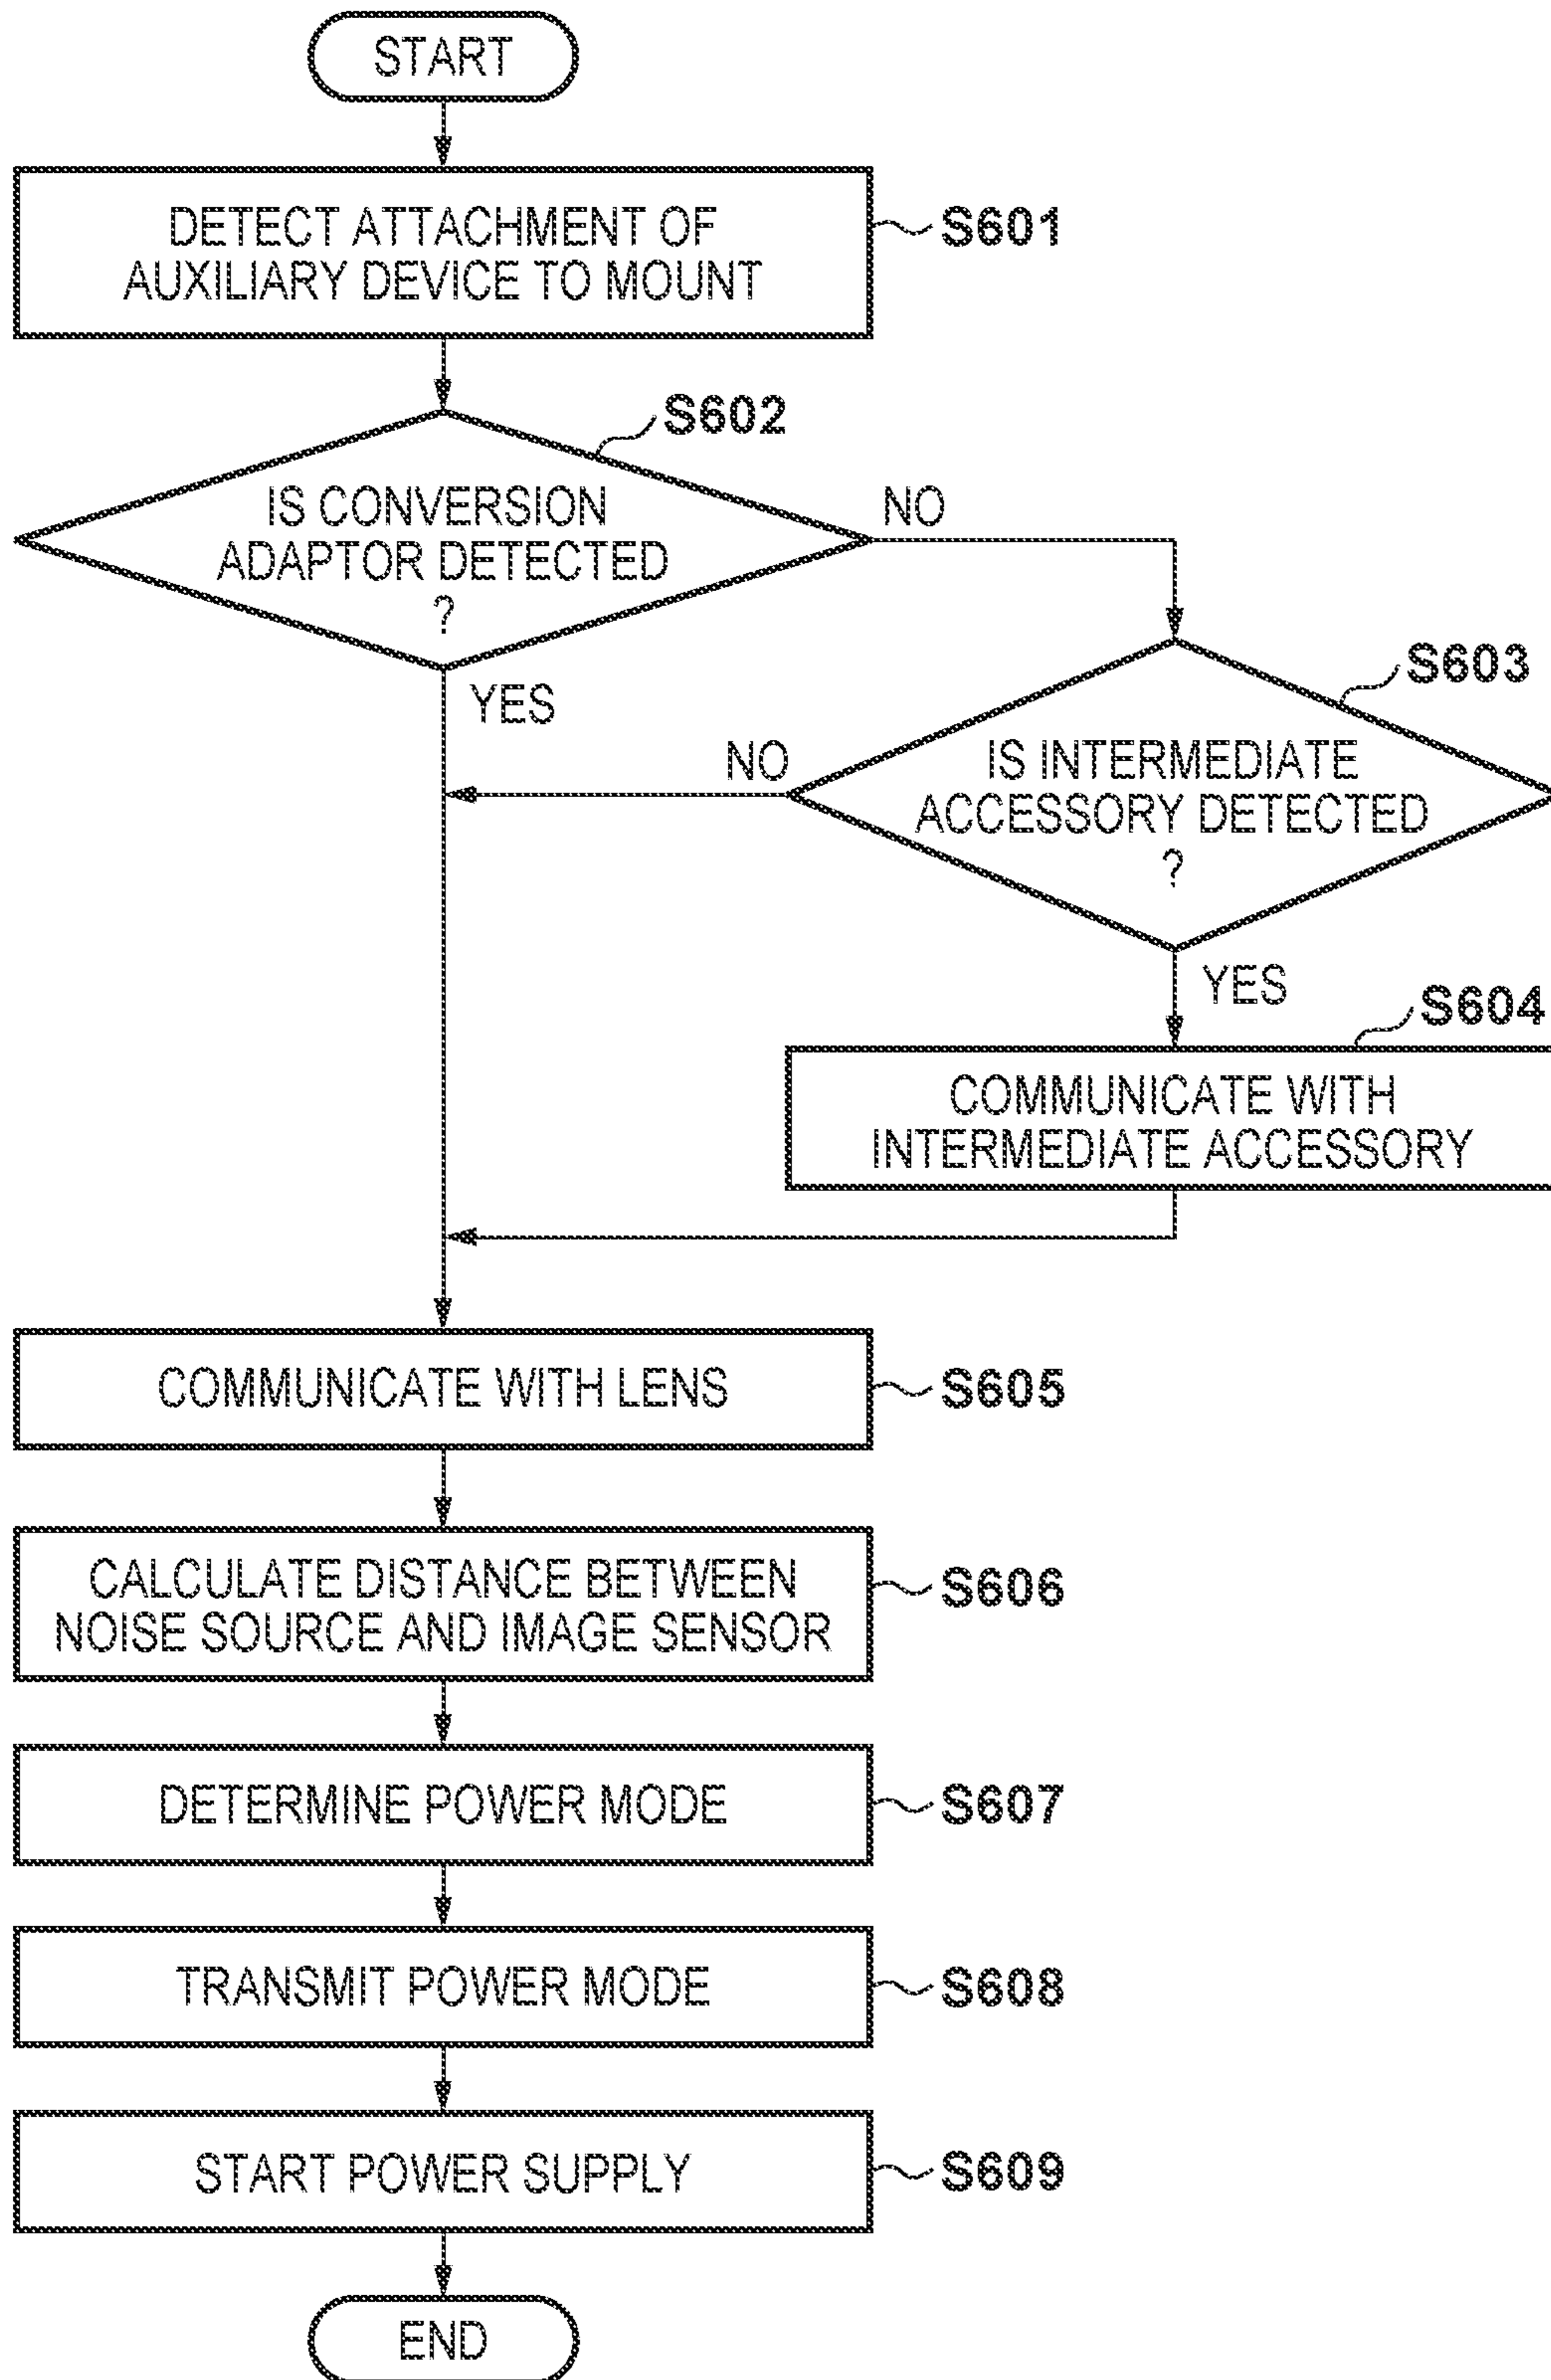 START
DETECT ATTACHMENT OF
AUXILIARY DEVICE TO MOUNT
S601
S602
IS CONVERSION
ADAPTOR DETECTED
?
NO
YES
S603
IS INTERMEDIATE
ACCESSORY DETECTED
?
NO
YES
S604
COMMUNICATE WITH
INTERMEDIATE ACCESSORY
COMMUNICATE WITH LENS
S605
CALCULATE DISTANCE BETWEEN
NOISE SOURCE AND IMAGE SENSOR
S606
DETERMINE POWER MODE
S607
TRANSMIT POWER MODE
S608
START POWER SUPPLY
S609
END